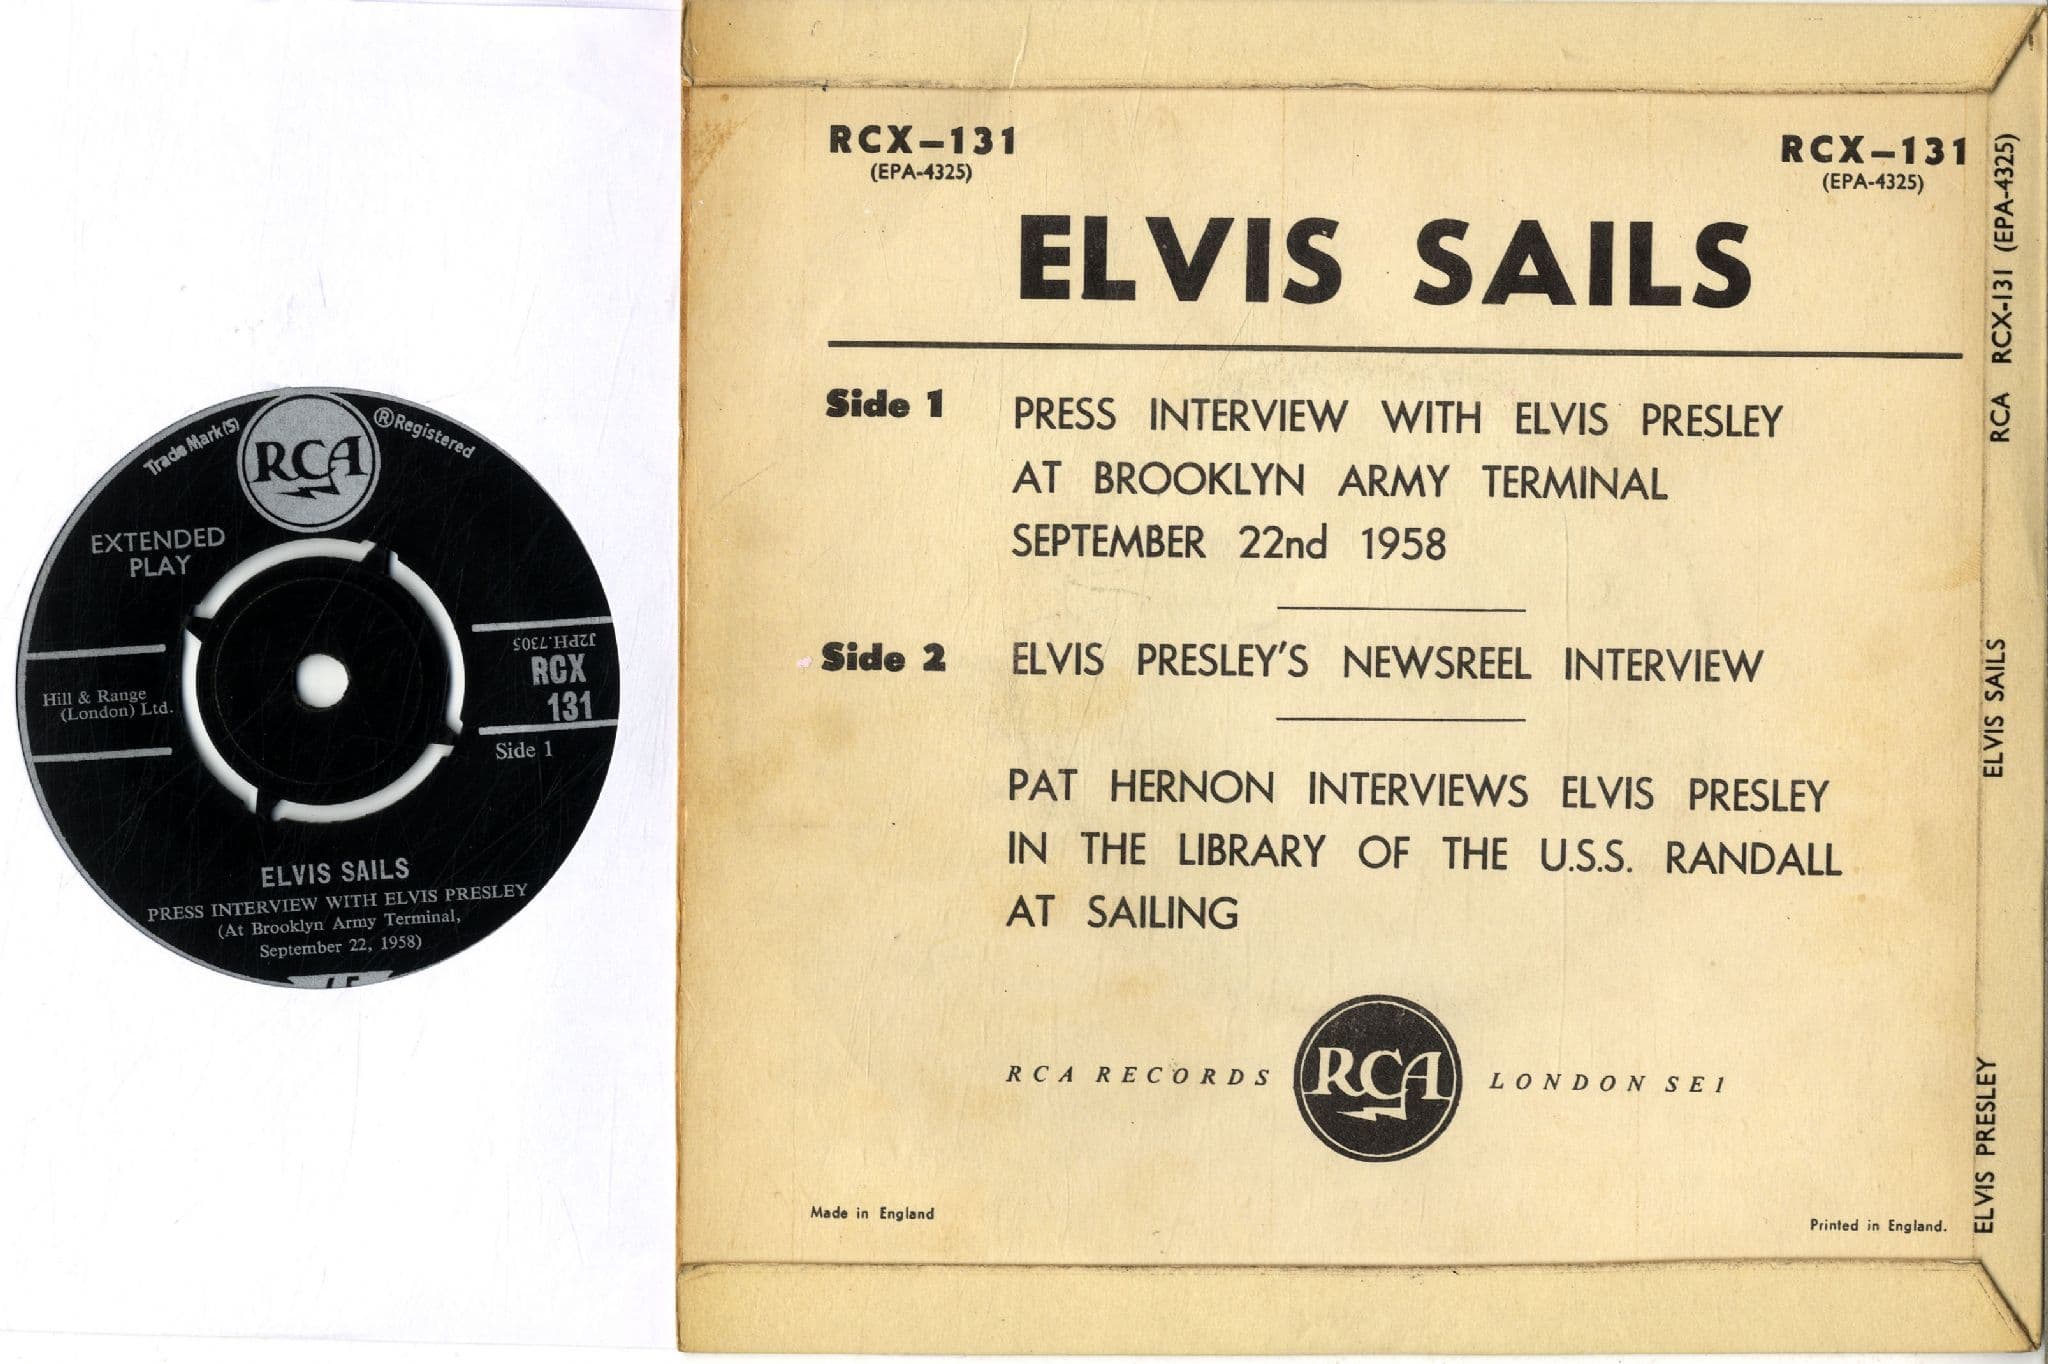 Trade Mark(S)
RCA
®Registered
EXTENDED
PLAY
J2PH.7305
RCX
131
Hill & Range
(London) Ltd.
Side 1
ELVIS SAILS
PRESS INTERVIEW WITH ELVIS PRESLEY
(At Brooklyn Army Terminal,
September 22, 1958)
RCX-131
(EPA-4325)
RCX-131
(EPA-4325)
ELVIS SAILS
Side 1
PRESS INTERVIEW WITH ELVIS PRESLEY
AT BROOKLYN ARMY TERMINAL
SEPTEMBER 22nd 1958
Side 2
ELVIS PRESLEY'S NEWSREEL INTERVIEW
PAT HERNON INTERVIEWS ELVIS PRESLEY
IN THE LIBRARY OF THE U.S.S. RANDALL
AT SAILING
RCA RECORDS
RCA
LONDON SE1
Made in England
Printed in England.
ELVIS PRESLEY ELVIS SAILS RCA RCX-131 (EPA-4325)